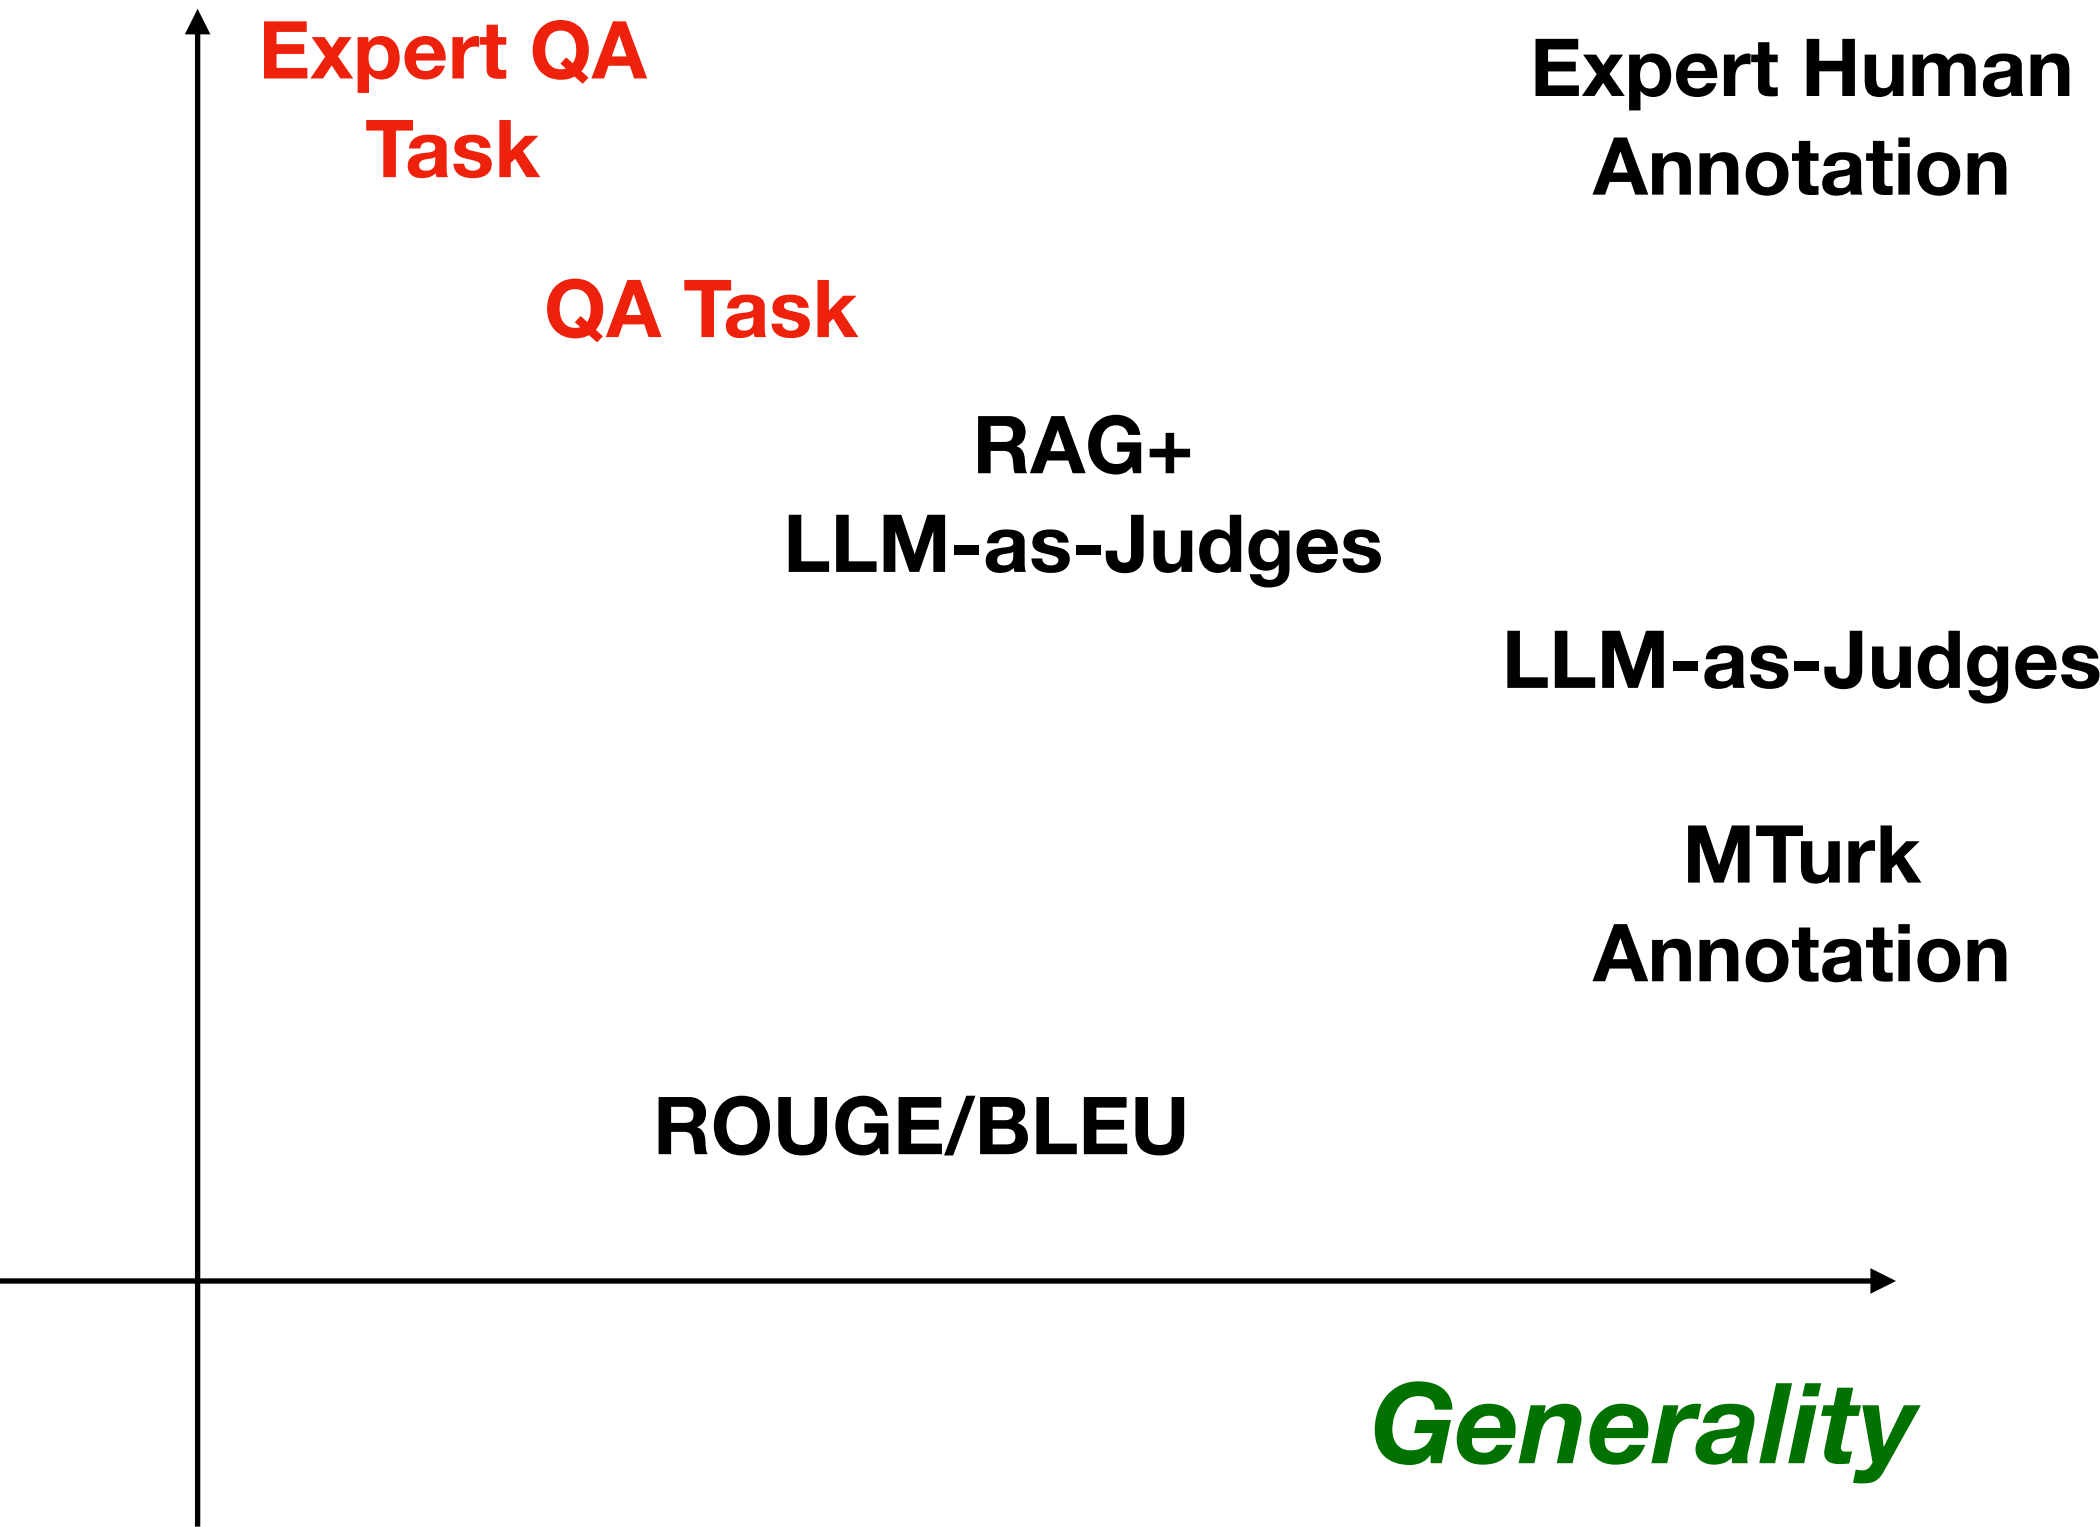 Expert QA
Task
Expert Human
Annotation
QA Task
RAG+
LLM-as-Judges
LLM-as-Judges
MTurk
Annotation
ROUGE/BLEU
Generality